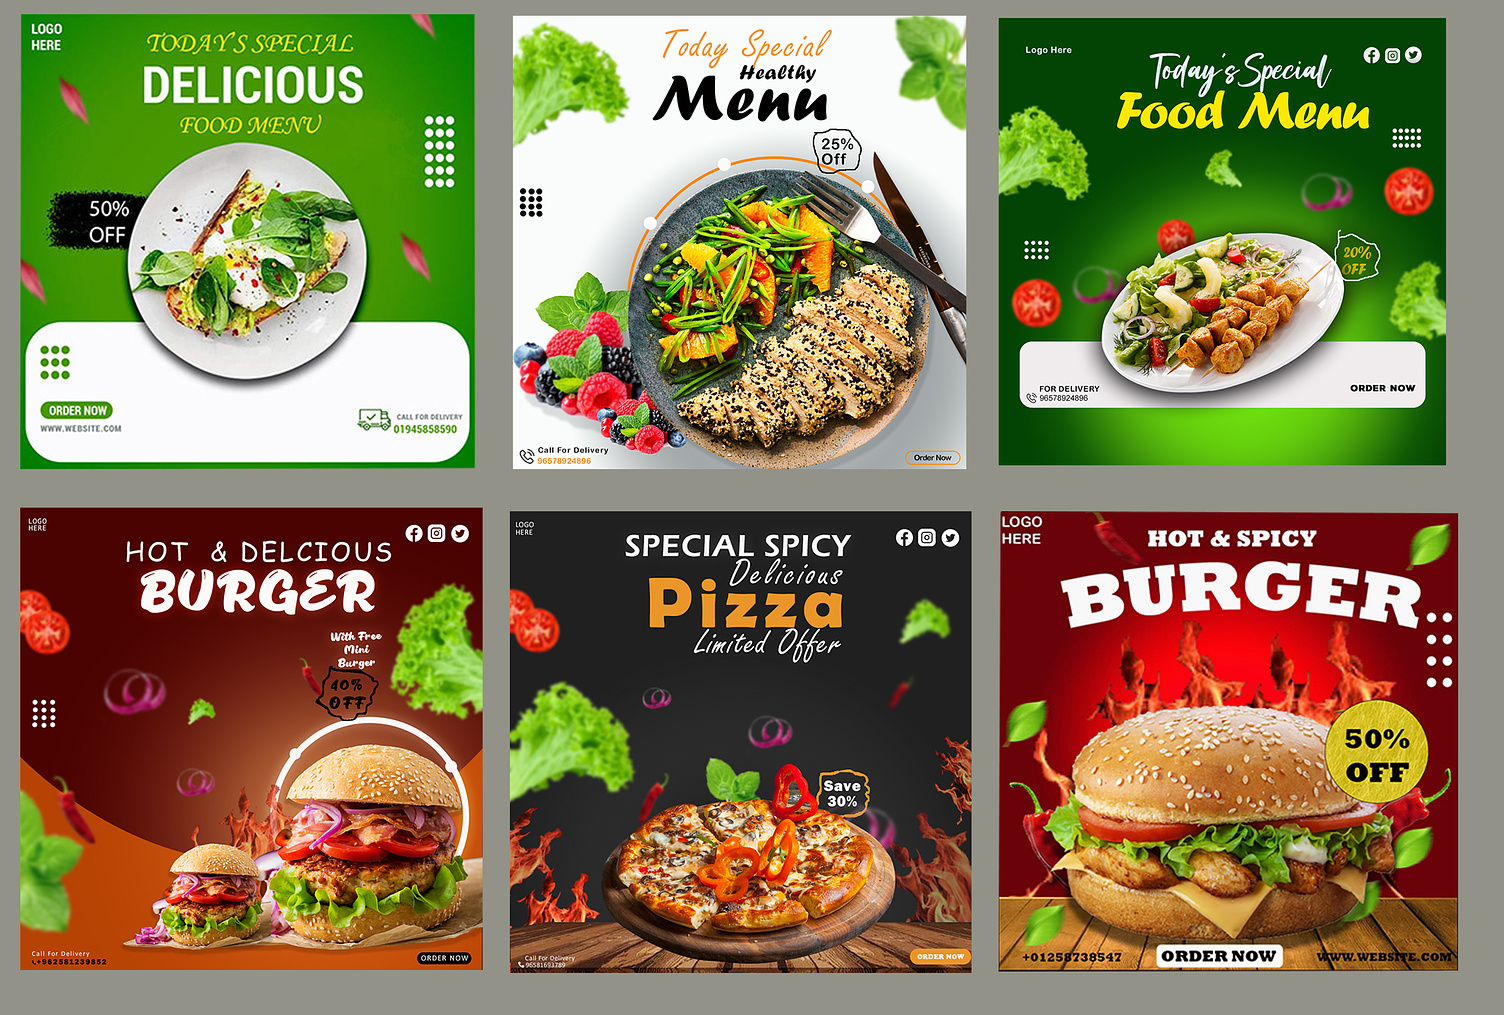 LOGO
HERE
TODAY'S SPECIAL
DELICIOUS
FOOD MENU
50%
OFF
ORDER NOW
WWW.WEBSITE.COM
CALL FOR DELIVERY
01945858590
Today Special
Healthy
Menu
25%
Off
Call For Delivery
96578924896
Order Now
Logo Here
Today's Special
Food Menu
20%
OFF
FOR DELIVERY
96578924896
ORDER NOW
LOGO
HERE
HOT & DELCIOUS
BURGER
With Free
Mini
Burger
40%
OFF
Call For Delivery
+962581239852
ORDER NOW
LOGO
HERE
SPECIAL SPICY
Delicious
Pizza
Limited Offer
Save
30%
Call For Delivery
96581693789
ORDER NOW
LOGO
HERE
HOT & SPICY
BURGER
50%
OFF
+01258738547
ORDER NOW
WWW.WEBSITE.COM